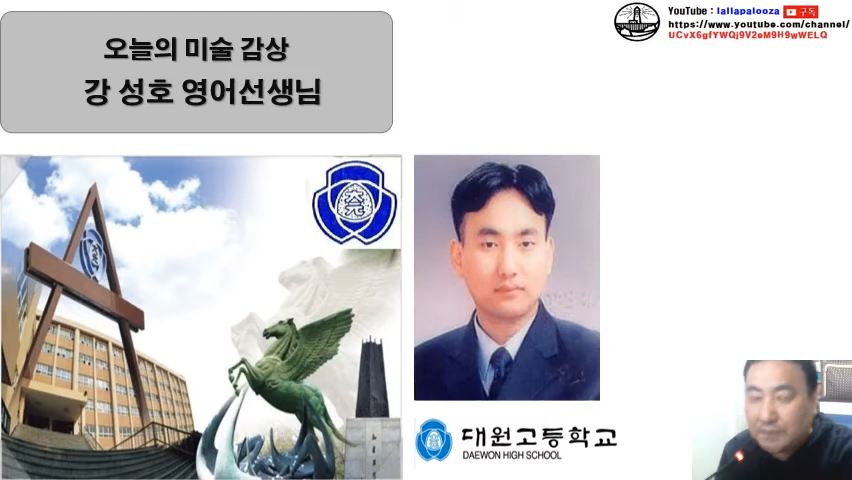 오늘의 미술 감상
강 성호 영어선생님
YouTube : lallapalooza 구독
https://www.youtube.com/channel/
UCvX6gfYWQj9V2eM9H9wWELQ
대원고등학교
DAEWON HIGH SCHOOL